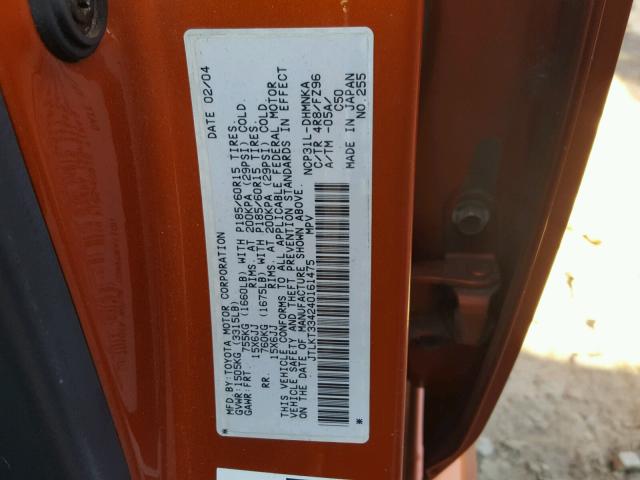 MFD.BY:TOYOTA MOTOR CORPORATION DATE 02/04
GVWR:1505KG(3315LB)
GAWR:FRT. 755KG (1660LB) WITH P185/60R15 TIRES.
15X6JJ RIMS. AT 200KPA (29PSI) COLD.
RR. 760KG (1675LB) WITH P185/60R15 TIRES.
15X6JJ RIMS. AT 200KPA (29PSI) COLD.
THIS VEHICLE CONFORMS TO ALL APPLICABLE FEDERAL MOTOR
VEHICLE SAFETY AND THEFT PREVENTION STANDARDS IN EFFECT
ON THE DATE OF MANUFACTURE SHOWN ABOVE.
JTLKT334240161475 MPV
NCP31L-DHMNKA
C/TR 4R8/FZ96
A/TM -05A/
C50
MADE IN JAPAN
NO.255